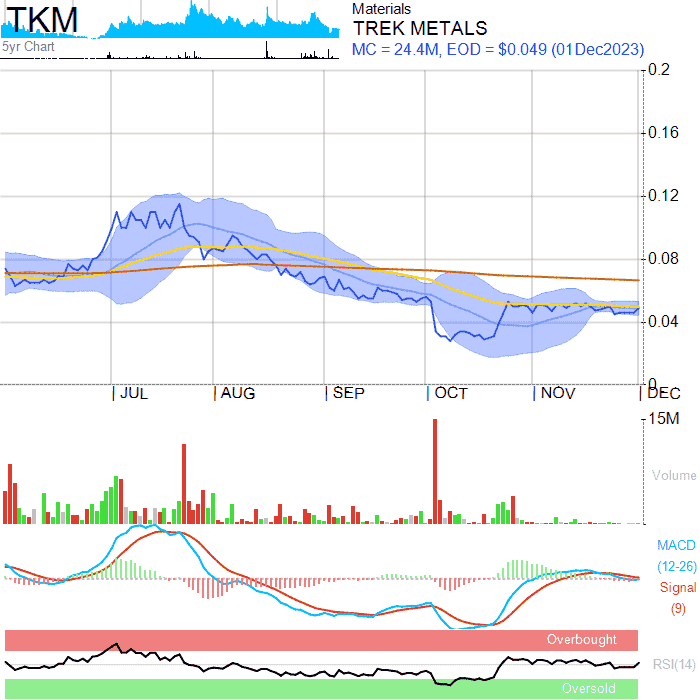 TKM
5yr Chart
Materials
TREK METALS
MC = 24.4M, EOD = $0.049 (01Dec2023)
0.2
0.16
0.12
0.08
0.04
0
JUL AUG SEP OCT NOV DEC
15M
Volume
MACD
(12-26)
Signal
(9)
Overbought
RSI(14)
Oversold